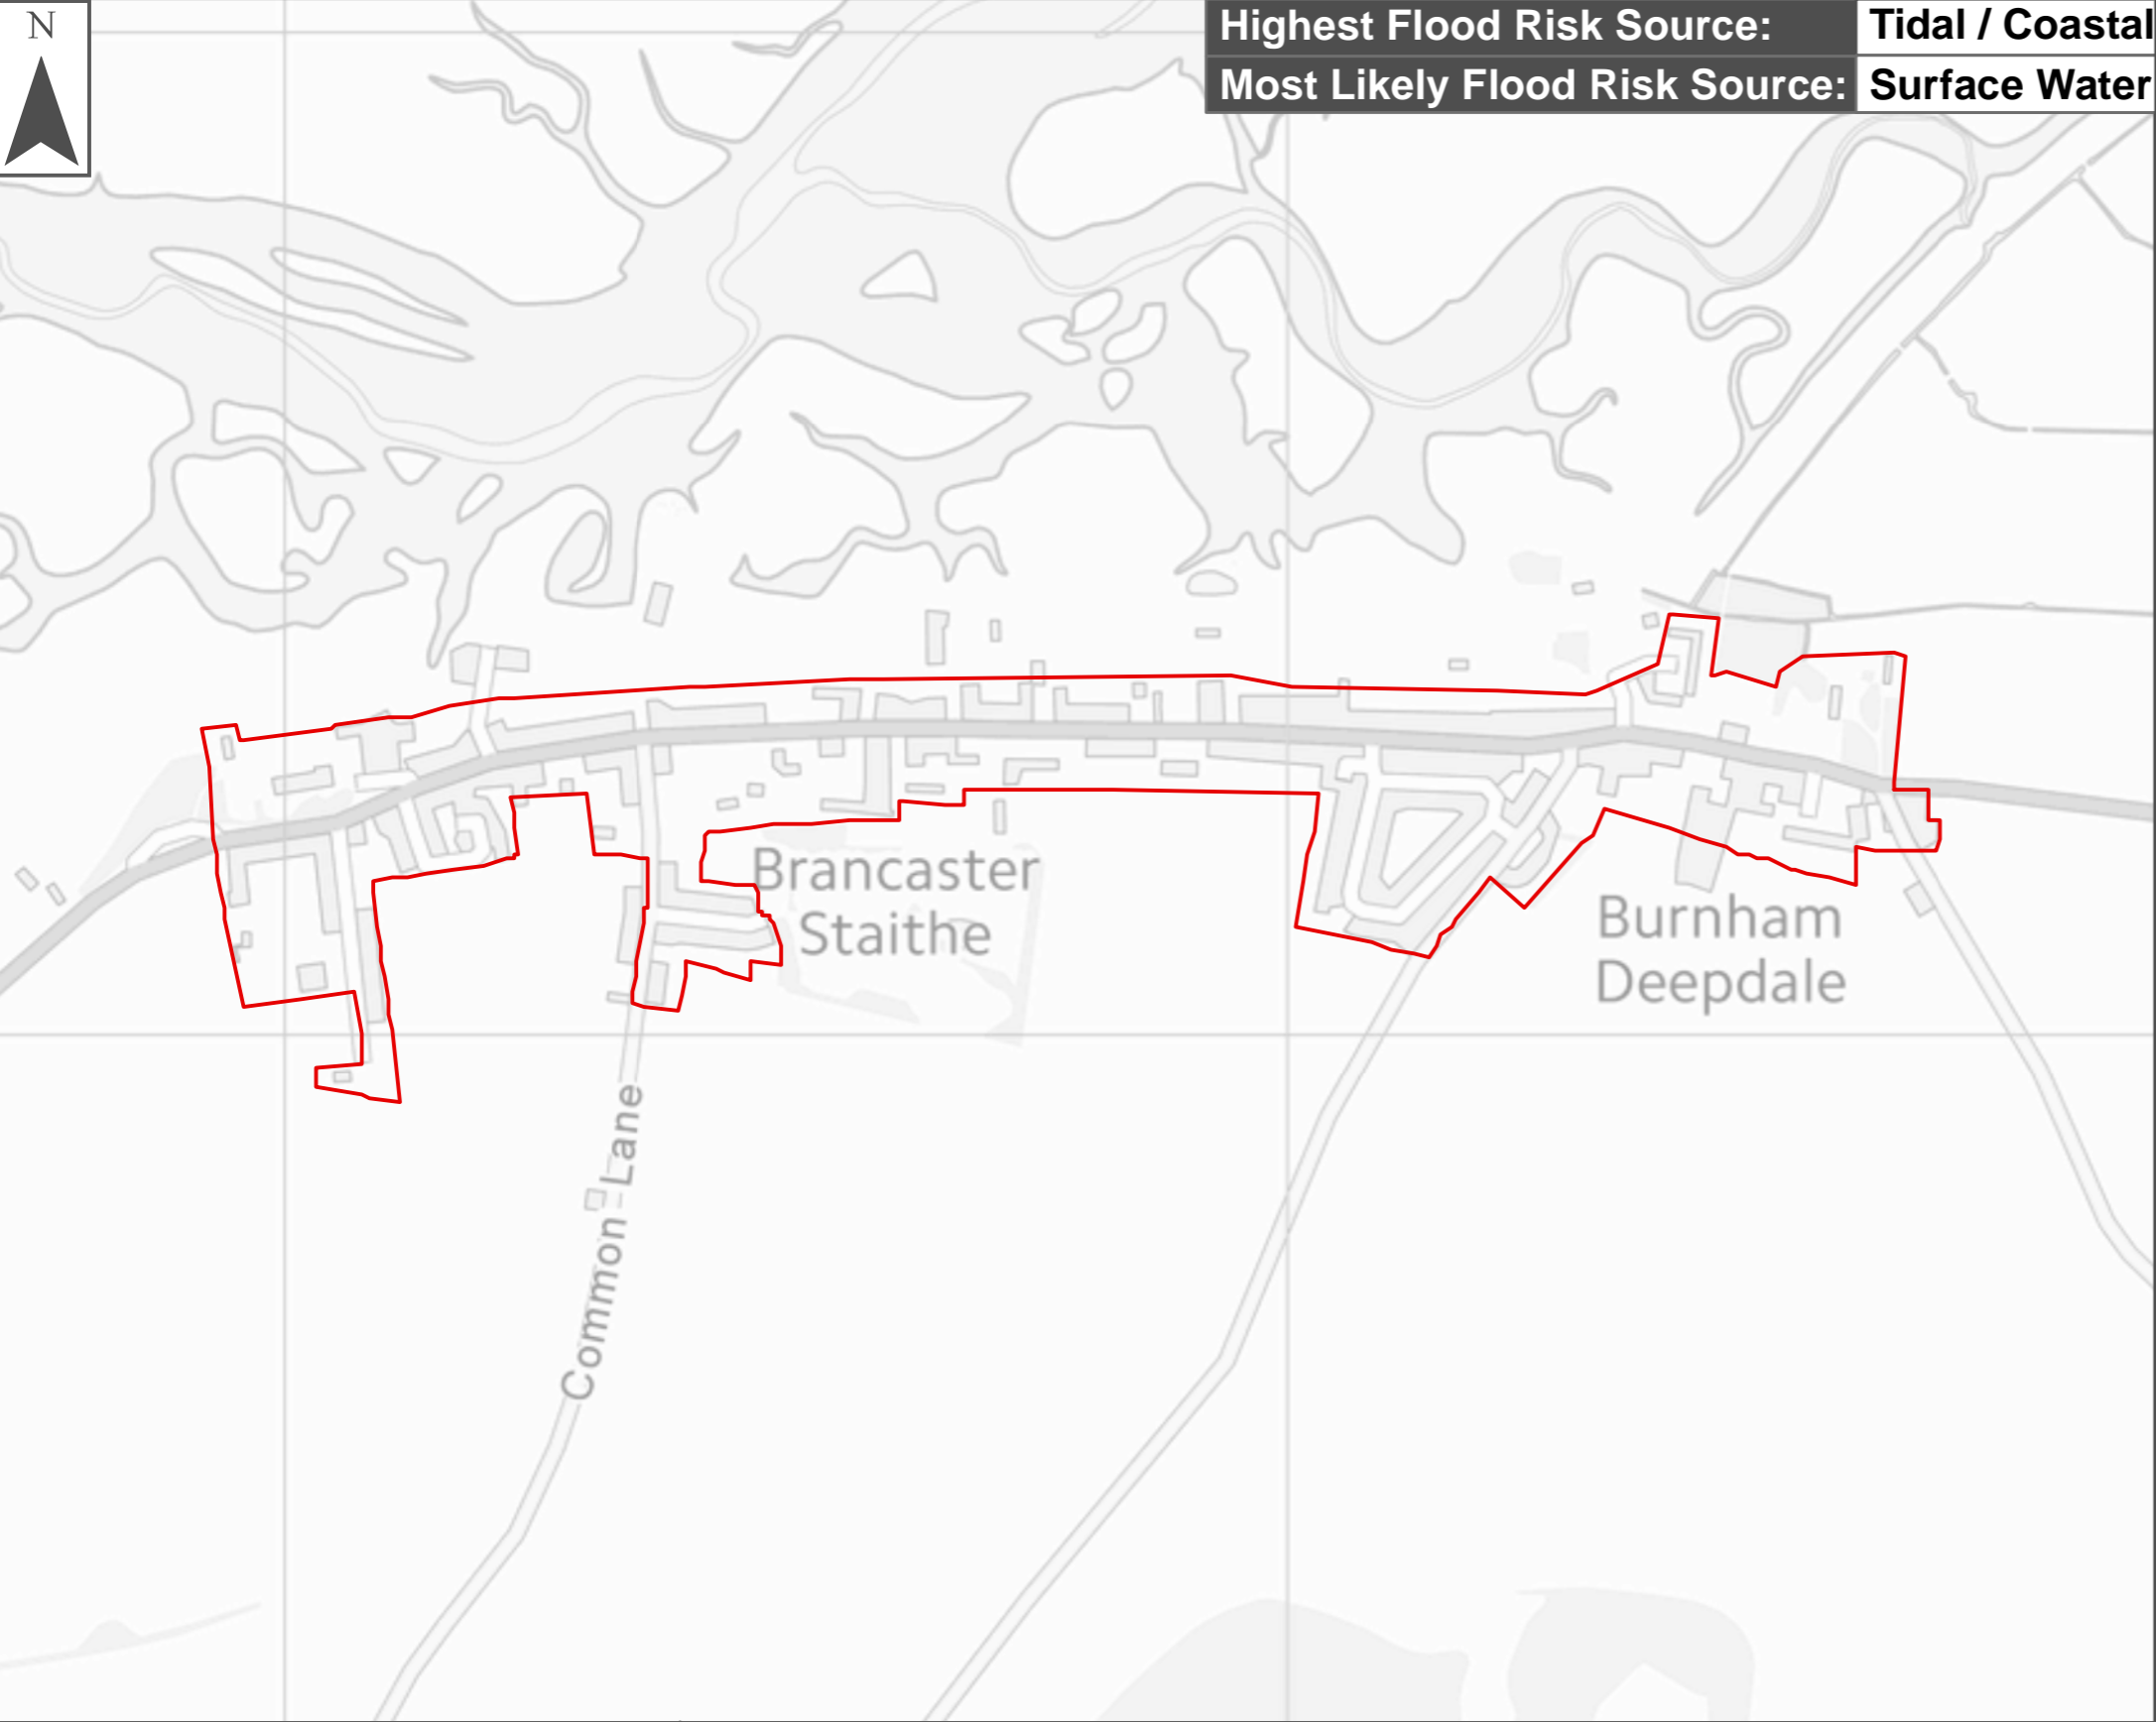 N
Highest Flood Risk Source: Tidal / Coastal
Most Likely Flood Risk Source: Surface Water
Brancaster
Staithe
Burnham
Deepdale
Common Lane